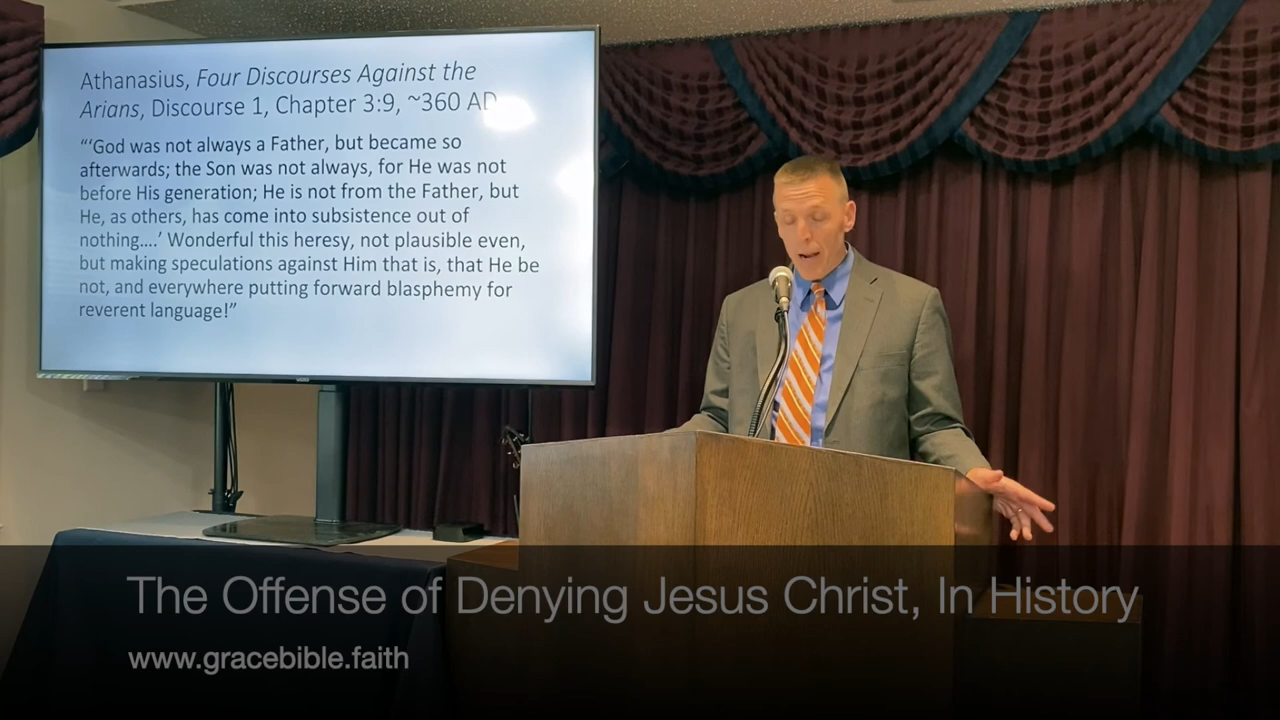 Athanasius, Four Discourses Against the
Arians, Discourse 1, Chapter 3:9, ~360 AD
“‘God was not always a Father, but became so
afterwards; the Son was not always, for He was not
before His generation; He is not from the Father, but
He, as others, has come into subsistence out of
nothing....’ Wonderful this heresy, not plausible even,
but making speculations against Him that is, that He be
not, and everywhere putting forward blasphemy for
reverent language!”
The Offense of Denying Jesus Christ, In History
www.gracebible.faith